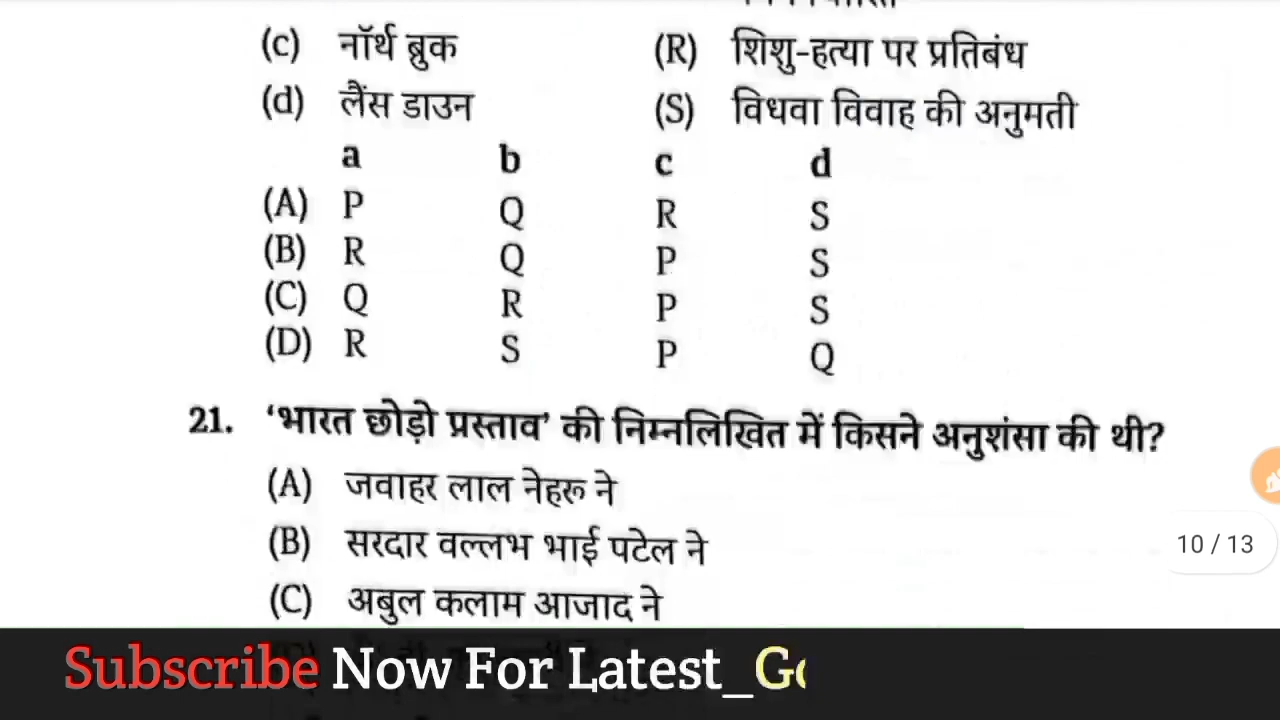 (c) नॉर्थ ब्रुक (R) शिशु-हत्या पर प्रतिबंध
(d) लैंस डाउन (S) विधवा विवाह की अनुमती
a b c d
(A) P Q R S
(B) R Q P S
(C) Q R P S
(D) R S P Q
21. 'भारत छोड़ो प्रस्ताव' की निम्नलिखित में किसने अनुशंसा की थी?
(A) जवाहर लाल नेहरू ने
(B) सरदार वल्लभ भाई पटेल ने
(C) अबुल कलाम आजाद ने
10 / 13
Subscribe Now For Latest_G